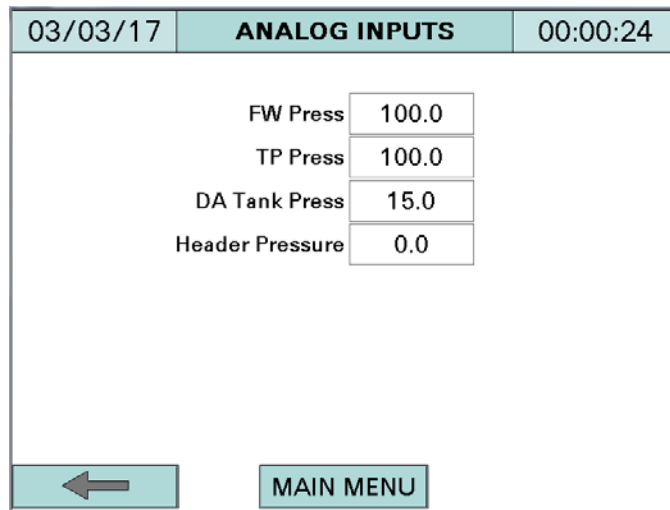 03/03/17 ANALOG INPUTS 00:00:24
FW Press 100.0
TP Press 100.0
DA Tank Press 15.0
Header Pressure 0.0
MAIN MENU